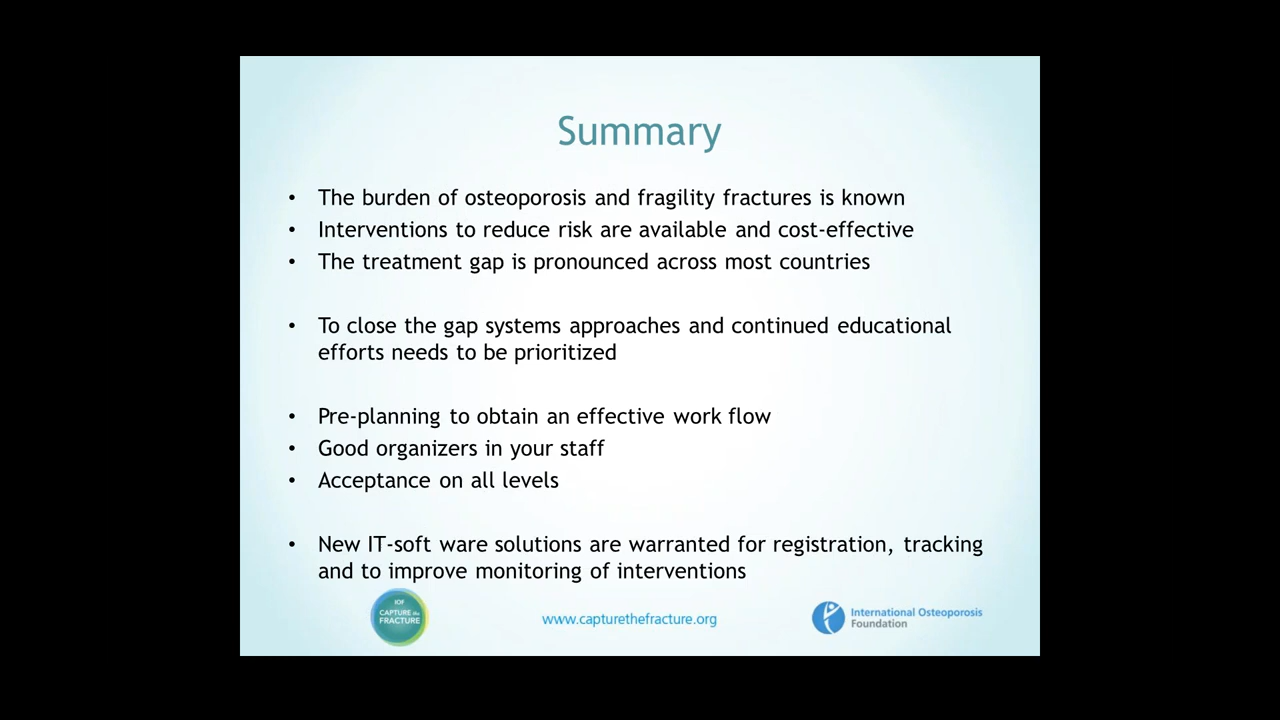 Summary
• The burden of osteoporosis and fragility fractures is known
• Interventions to reduce risk are available and cost-effective
• The treatment gap is pronounced across most countries
• To close the gap systems approaches and continued educational
efforts needs to be prioritized
• Pre-planning to obtain an effective work flow
• Good organizers in your staff
• Acceptance on all levels
• New IT-soft ware solutions are warranted for registration, tracking
and to improve monitoring of interventions
IOF
CAPTURE the
FRACTURE
www.capturethefracture.org
International Osteoporosis
Foundation